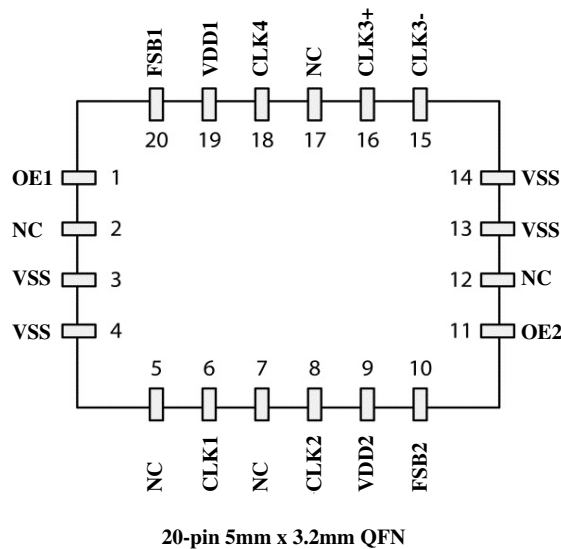 FSB1 VDD1 CLK4 NC CLK3+ CLK3-
20 19 18 17 16 15
OE1 1 14 VSS
NC 2 13 VSS
VSS 3 12 NC
VSS 4 11 OE2
5 6 7 8 9 10
NC CLK1 NC CLK2 VDD2 FSB2
20-pin 5mm x 3.2mm QFN